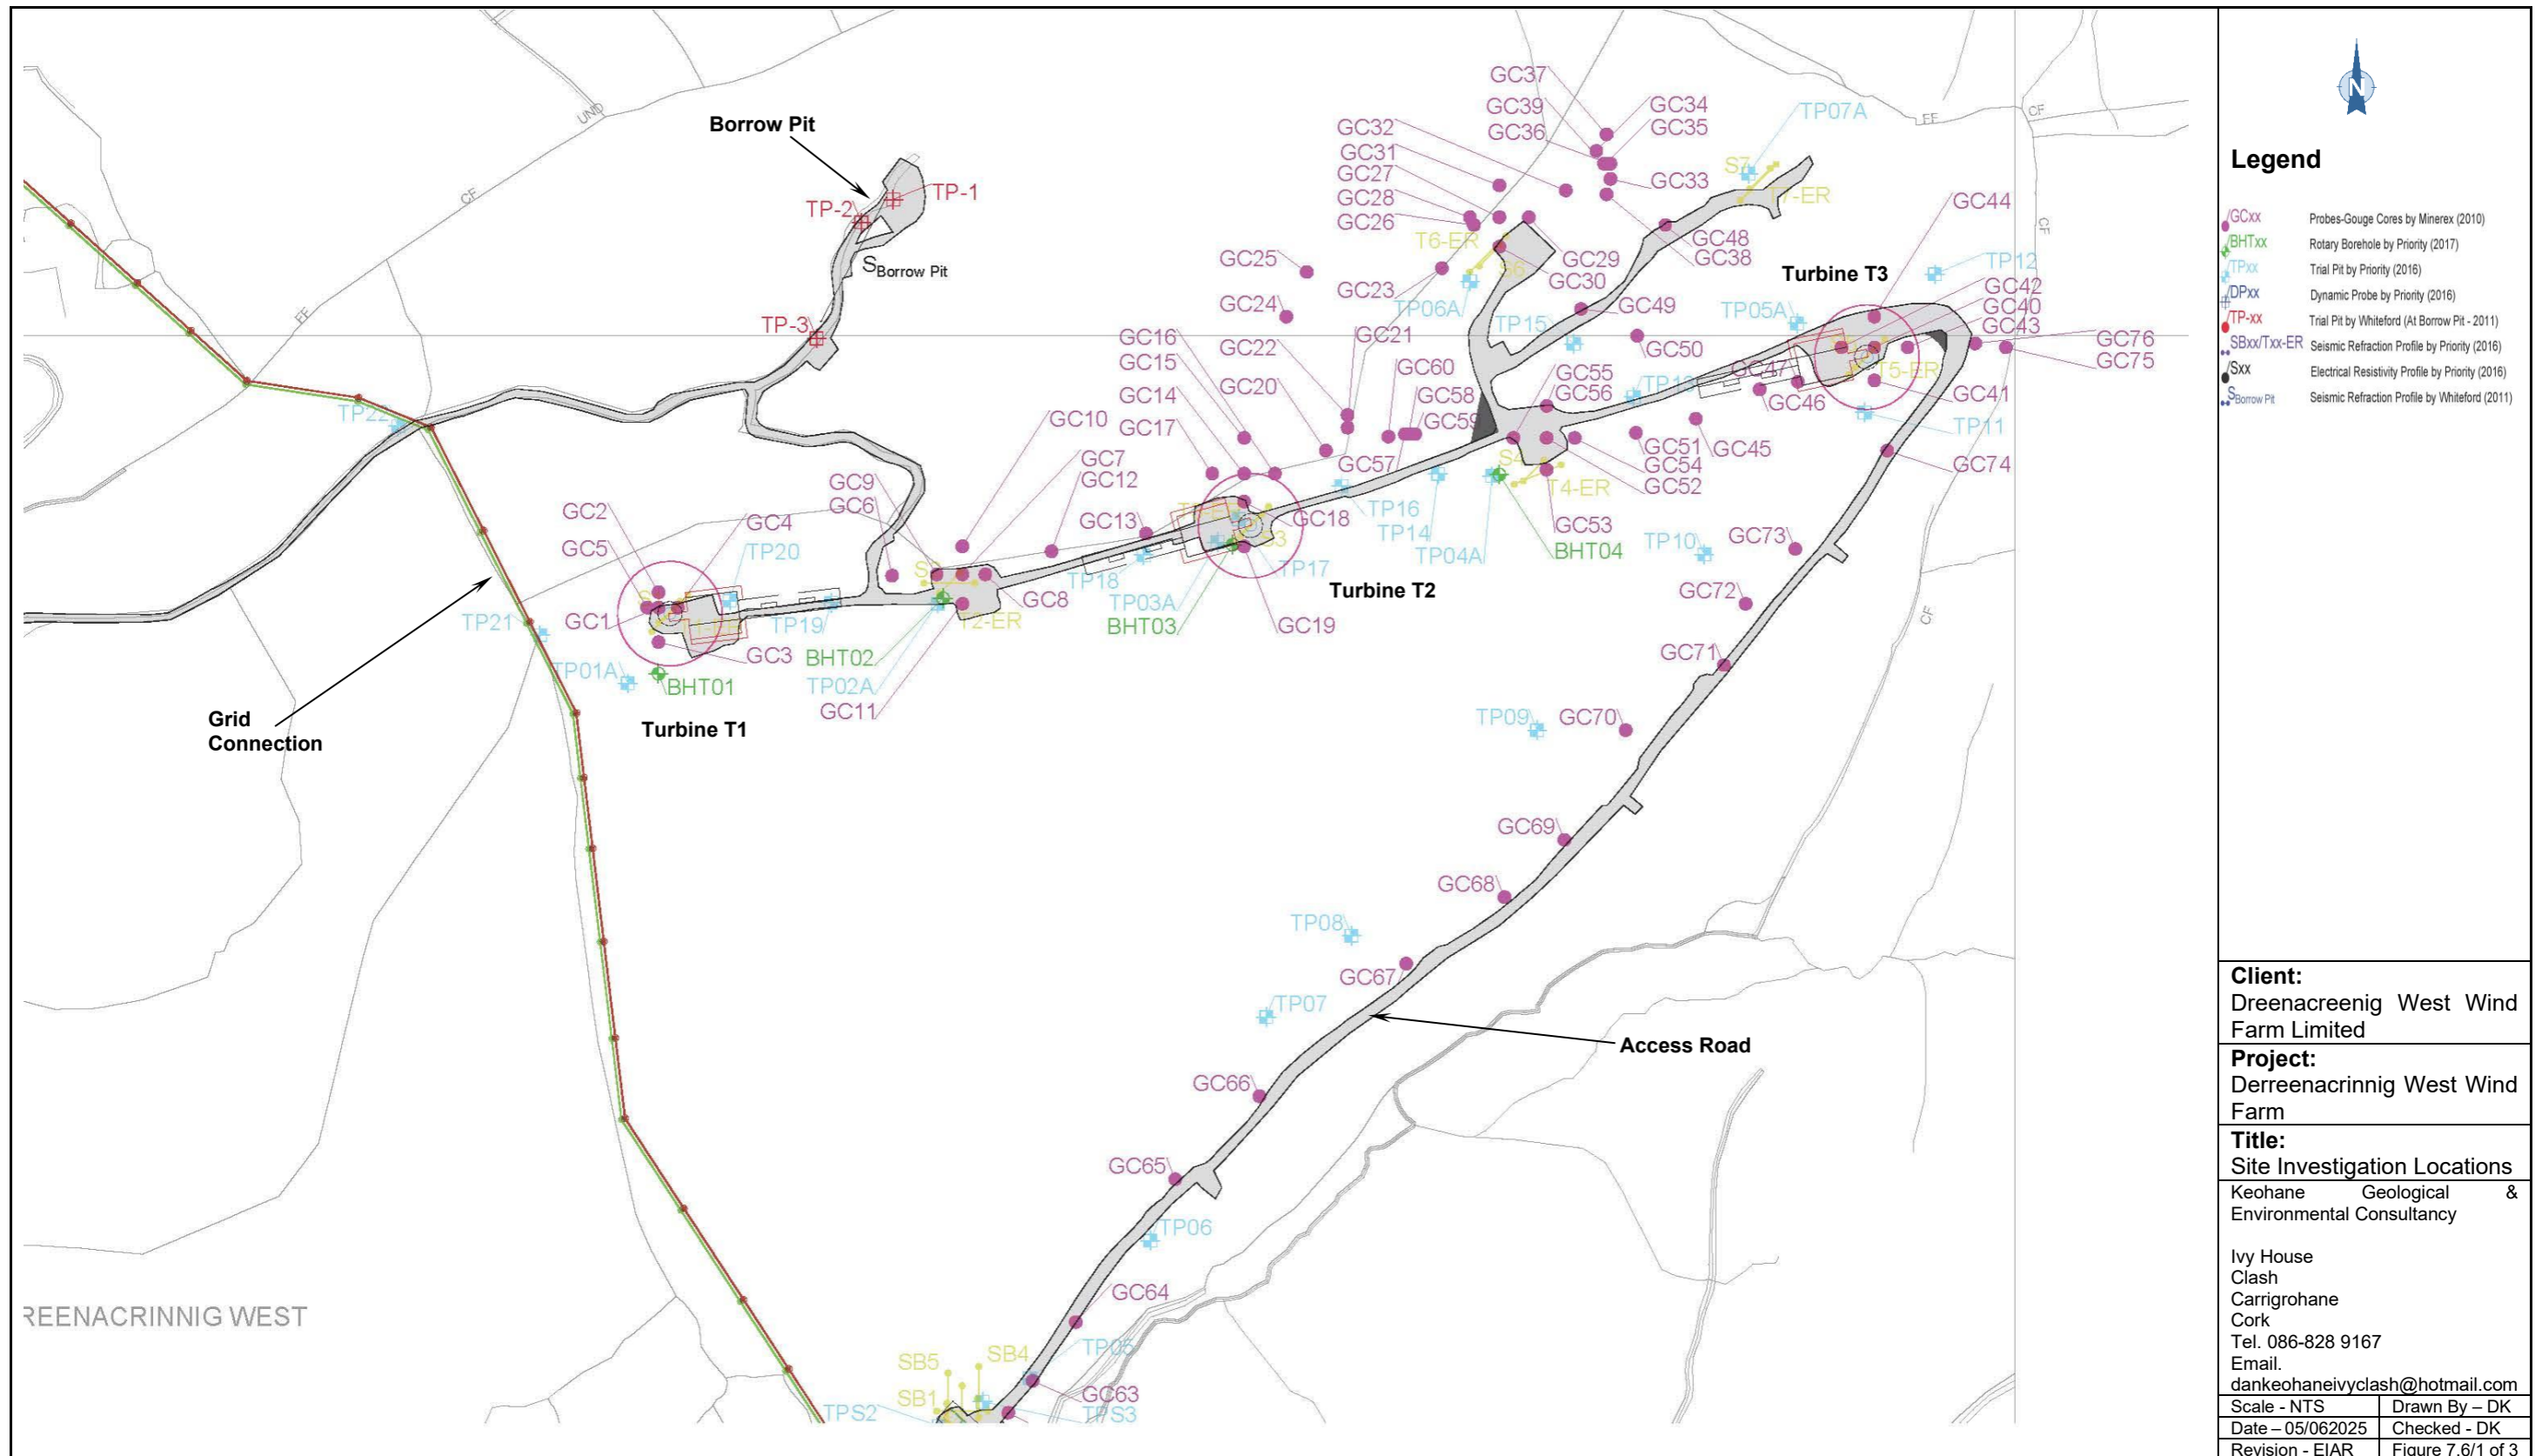 GC37
GC39
GC36
GC34
GC35
GC32
GC31
GC27
GC28
GC26
GC33
TP07A
S7
T7-ER
EF
CF
CF
UND
CF
EF
Borrow Pit
TP-1
TP-2
SBorrow Pit
TP-3
GC44
GC48
GC38
GC29
GC30
T6-ER
S6
TP06A
GC25
GC24
GC23
GC22
GC21
GC20
GC16
GC15
GC14
GC17
GC60
GC58
GC59
GC57
TP15
GC49
GC50
GC55
GC56
TP13
Turbine T3
TP12
TP05A
GC42
GC40
GC43
GC76
GC75
GC47
T5-ER
GC46
GC41
TP11
GC74
GC51
GC45
GC54
GC52
S4
T4-ER
GC53
BHT04
TP16
TP14
TP04A
TP10
GC73
GC72
GC71
TP22
GC10
GC7
GC12
GC9
GC6
GC13
GC18
S3
TP17
TP18
TP03A
BHT03
GC19
Turbine T2
GC2
GC5
GC4
TP20
GC1
GC3
TP19
BHT02
TP02A
GC11
GC8
T2-ER
TP21
TP01A
BHT01
Turbine T1
Grid
Connection
CF
TP09
GC70
GC69
GC68
TP08
GC67
TP07
Access Road
GC66
GC65
TP06
GC64
TP05
GC63
SB5
SB4
SB1
TPS2
TPS3
REENACRINNIG WEST
N
Legend
GCxx Probes-Gouge Cores by Minerex (2010)
BHTxx Rotary Borehole by Priority (2017)
TPxx Trial Pit by Priority (2016)
DPxx Dynamic Probe by Priority (2016)
TP-xx Trial Pit by Whiteford (At Borrow Pit - 2011)
SBxx/Txx-ER Seismic Refraction Profile by Priority (2016)
Sxx Electrical Resistivity Profile by Priority (2016)
SBorrow Pit Seismic Refraction Profile by Whiteford (2011)
Client:
Dreenacreenig West Wind
Farm Limited
Project:
Derreenacrinnig West Wind
Farm
Title:
Site Investigation Locations
Keohane Geological &
Environmental Consultancy
Ivy House
Clash
Carrigrohane
Cork
Tel. 086-828 9167
Email.
dankeohaneivyclash@hotmail.com
Scale - NTS Drawn By – DK
Date – 05/062025 Checked - DK
Revision - EIAR Figure 7.6/1 of 3